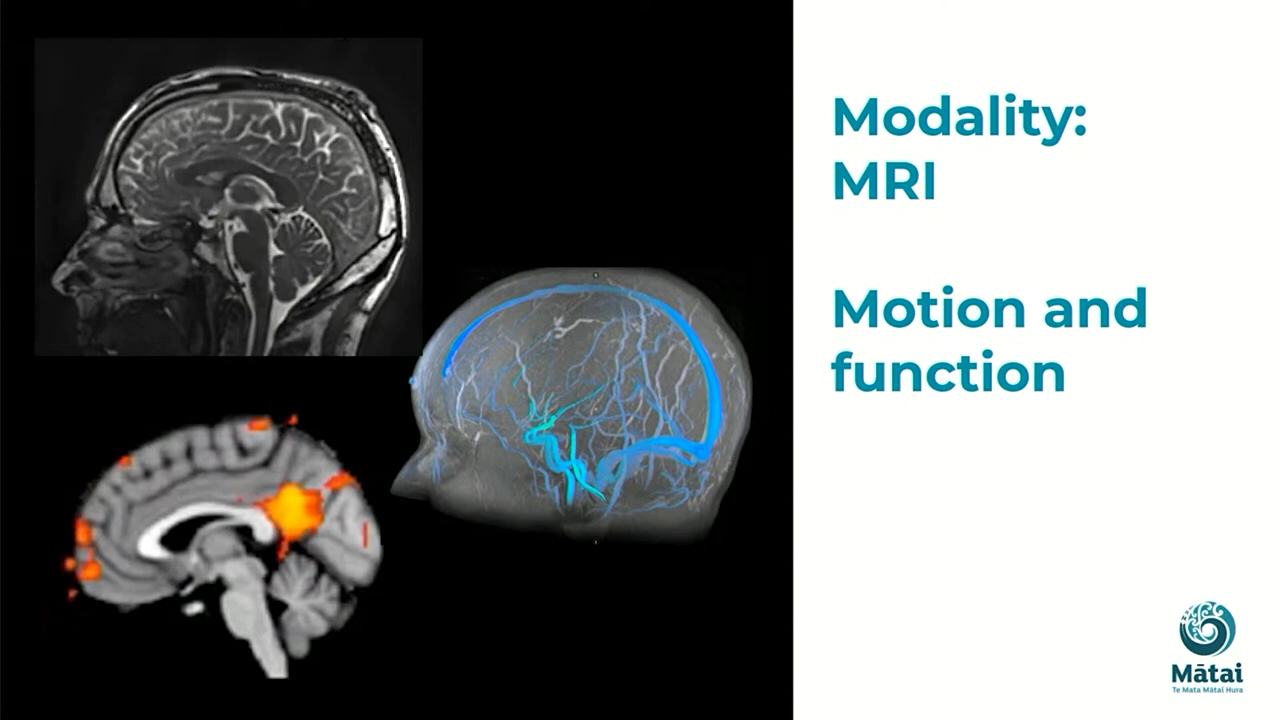 Modality:
MRI
Motion and
function
Mātai
Te Mata Mātai Hura